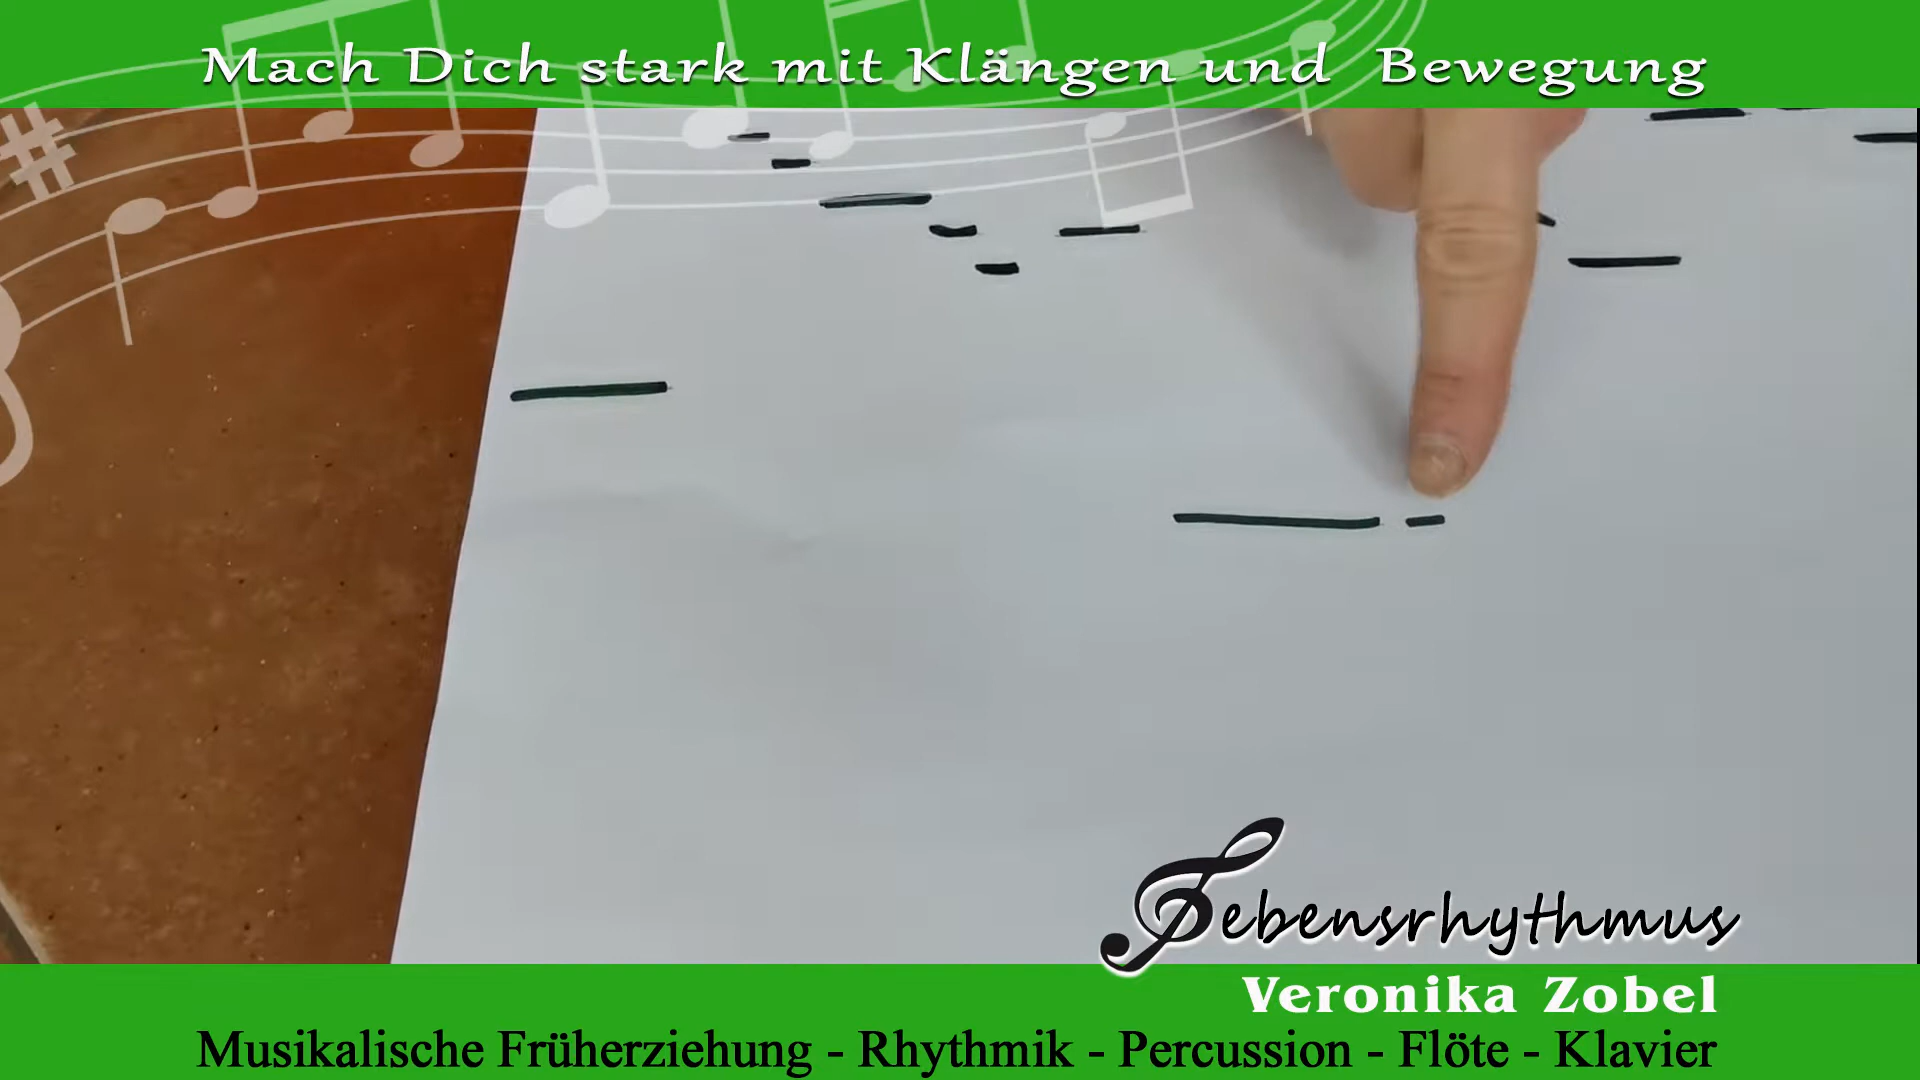 Mach Dich stark mit Klängen und Bewegung
Lebensrhythmus
Veronika Zobel
Musikalische Früherziehung - Rhythmik - Percussion - Flöte - Klavier